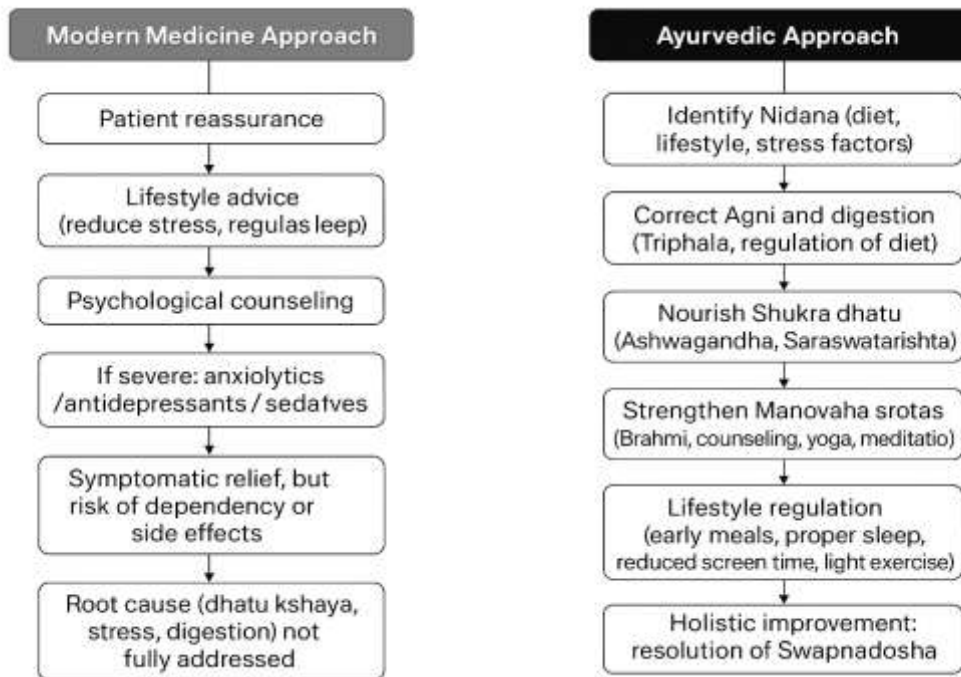 Modern Medicine Approach
Patient reassurance
Lifestyle advice
(reduce stress, regulas leep)
Psychological counseling
If severe: anxiolytics
/antidepressants / sedafves
Symptomatic relief, but
risk of dependency or
side effects
Root cause (dhatu kshaya,
stress, digestion) not
fully addressed
Ayurvedic Approach
Identify Nidana (diet,
lifestyle, stress factors)
Correct Agni and digestion
(Triphala, regulation of diet)
Nourish Shukra dhatu
(Ashwagandha, Saraswatarishta)
Strengthen Manovaha srotas
(Brahmi, counseling, yoga, meditatio)
Lifestyle regulation
(early meals, proper sleep,
reduced screen time, light exercise)
Holistic improvement:
resolution of Swapnadosha